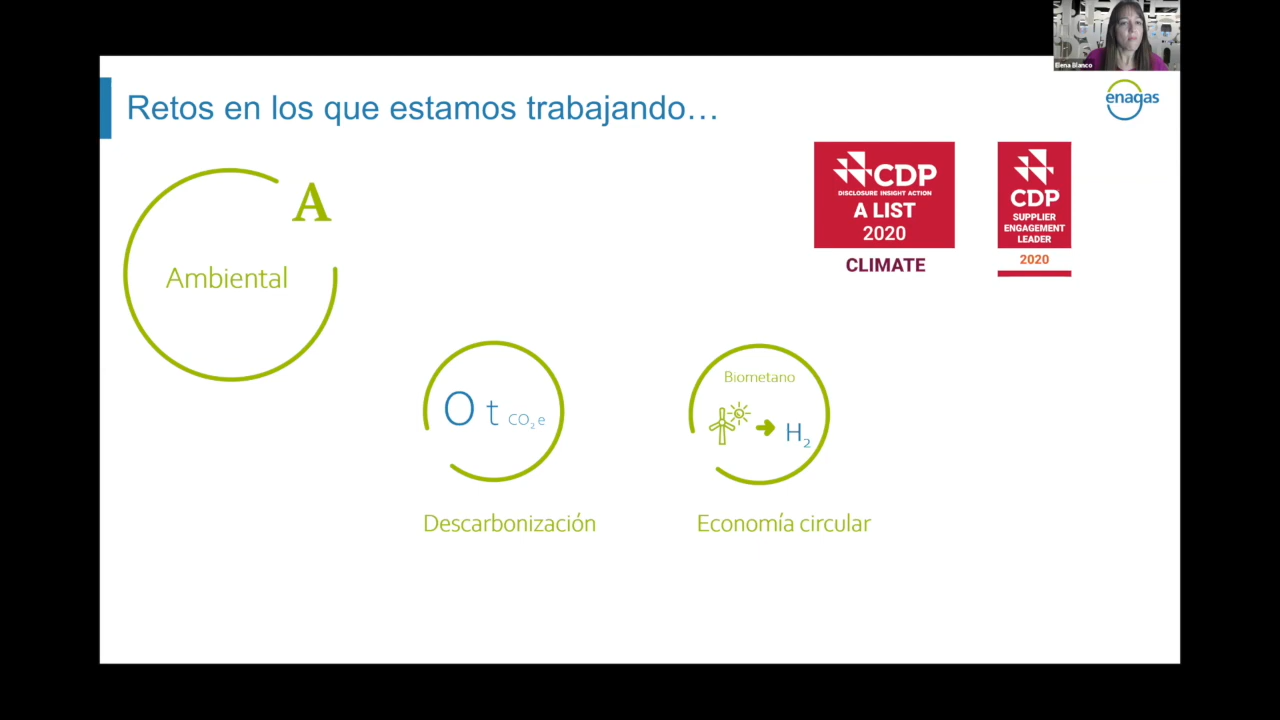 Elena Blanco
Retos en los que estamos trabajando…
enagas
A
Ambiental
CDP
DISCLOSURE INSIGHT ACTION
A LIST
2020
CLIMATE
CDP
SUPPLIER
ENGAGEMENT
LEADER
2020
0 t CO₂e
Descarbonización
Biometano
H₂
Economía circular